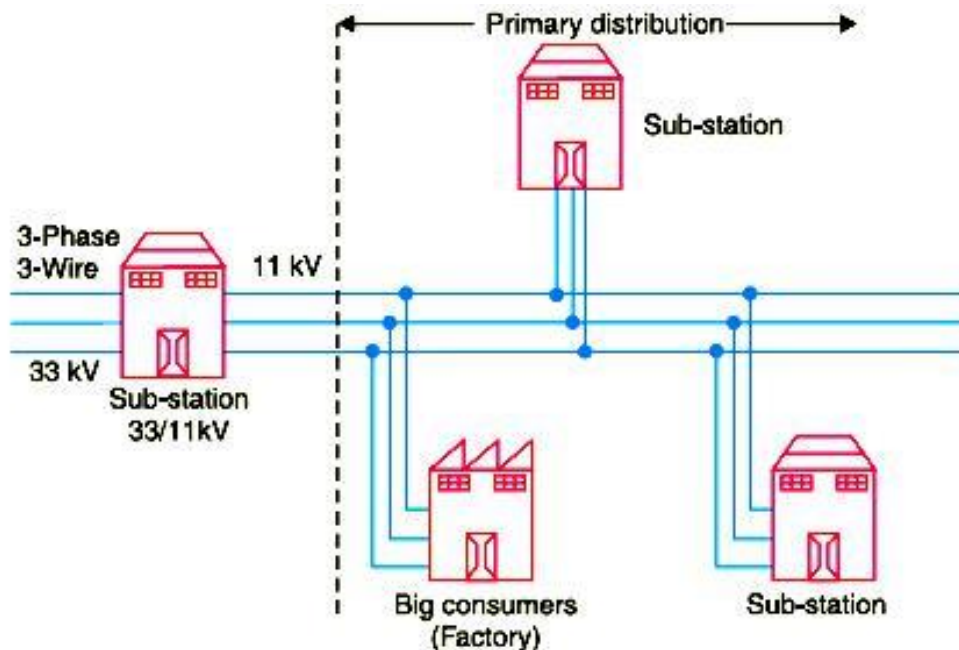 Primary distribution
Sub-station
3-Phase
3-Wire
11 kV
33 kV
Sub-station
33/11kV
Big consumers
(Factory)
Sub-station